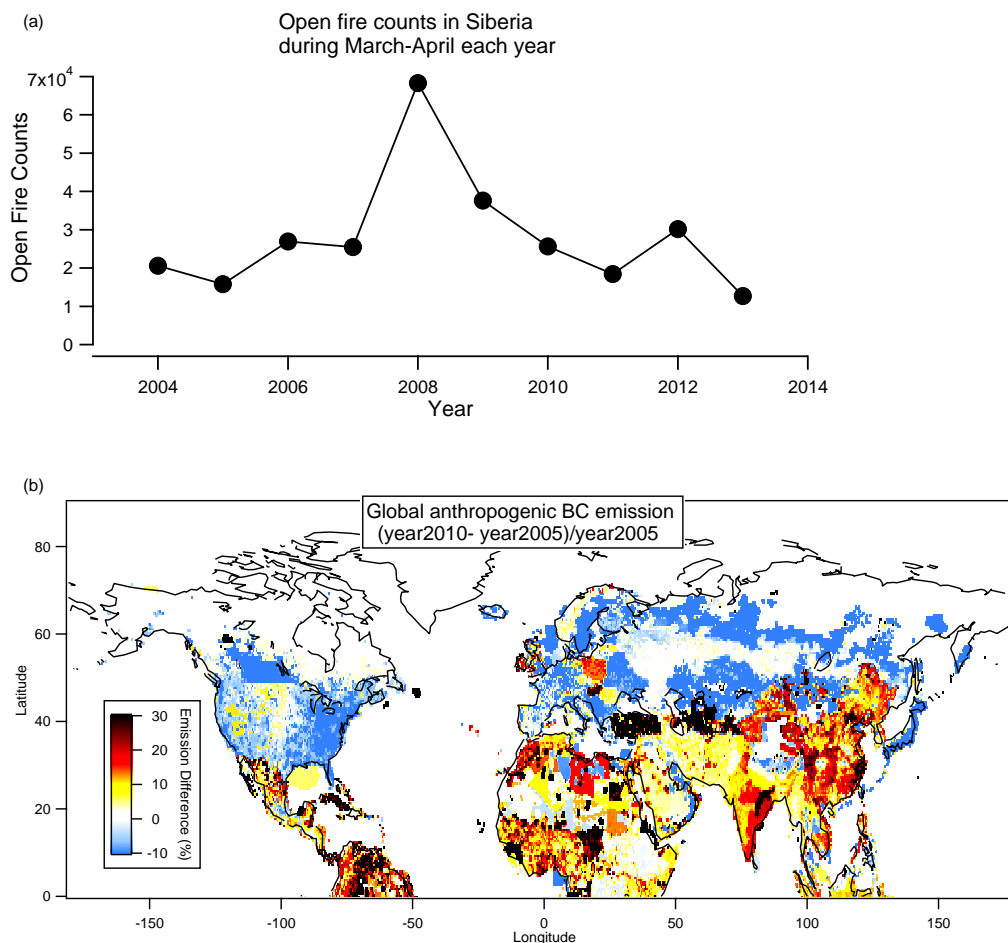 (a)
Open fire counts in Siberia
during March-April each year
7x10⁴
6
5
4
3
2
1
0
Open Fire Counts
2004
2006
2008
2010
2012
2014
Year
(b)
Global anthropogenic BC emission
(year2010- year2005)/year2005
80
60
40
20
0
Latitude
30
20
10
0
-10
Emission Difference (%)
-150
-100
-50
0
50
100
150
Longitude